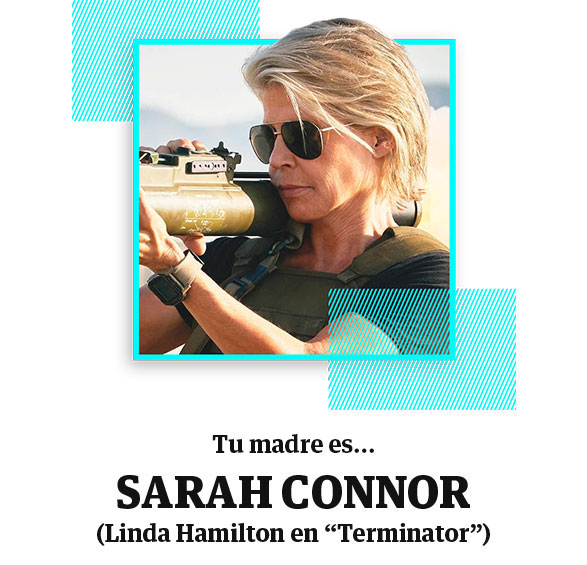 Tu madre es...
SARAH CONNOR
(Linda Hamilton en “Terminator”)